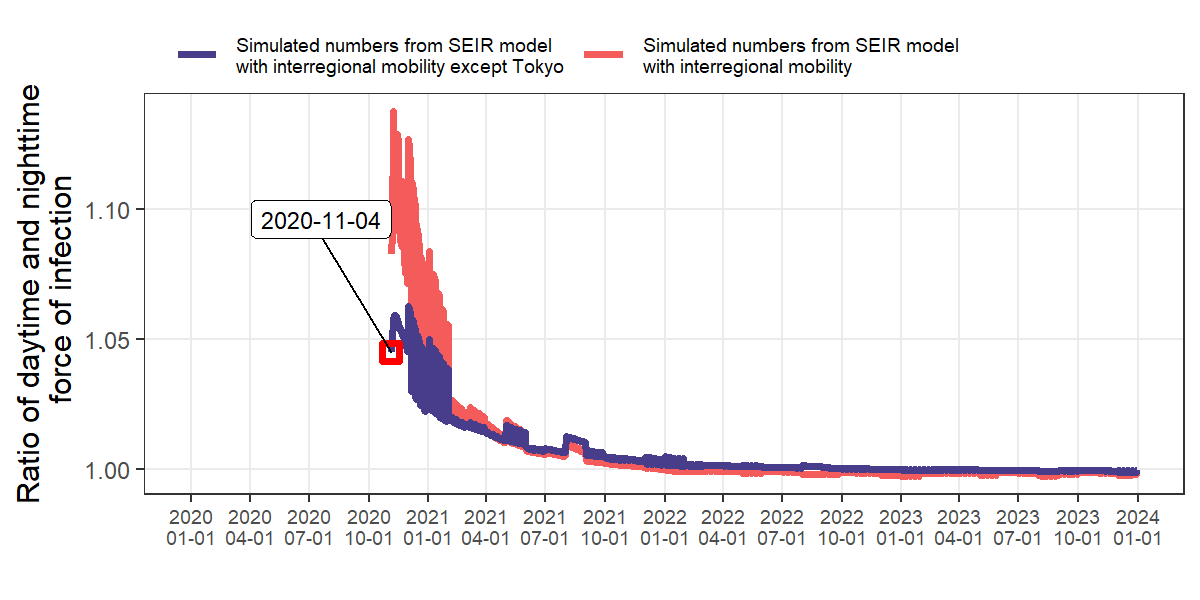 Simulated numbers from SEIR model
with interregional mobility except Tokyo
Simulated numbers from SEIR model
with interregional mobility
Ratio of daytime and nighttime
force of infection
1.10
1.05
1.00
2020-11-04
2020 2020 2020 2020 2021 2021 2021 2021 2022 2022 2022 2022 2023 2023 2023 2023 2024
01-01 04-01 07-01 10-01 01-01 04-01 07-01 10-01 01-01 04-01 07-01 10-01 01-01 04-01 07-01 10-01 01-01